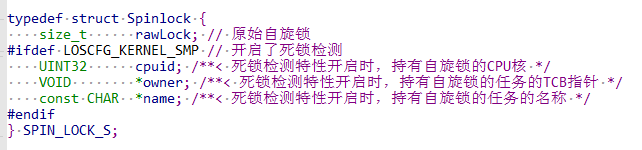 typedef struct Spinlock {
    size_t      rawLock; // 原始自旋锁
#ifdef LOSCFG_KERNEL_SMP // 开启了死锁检测
    UINT32      cpuid; /**< 死锁检测特性开启时，持有自旋锁的CPU核 */
    VOID        *owner; /**< 死锁检测特性开启时，持有自旋锁的任务的TCB指针 */
    const CHAR  *name; /**< 死锁检测特性开启时，持有自旋锁的任务的名称 */
#endif
} SPIN_LOCK_S;